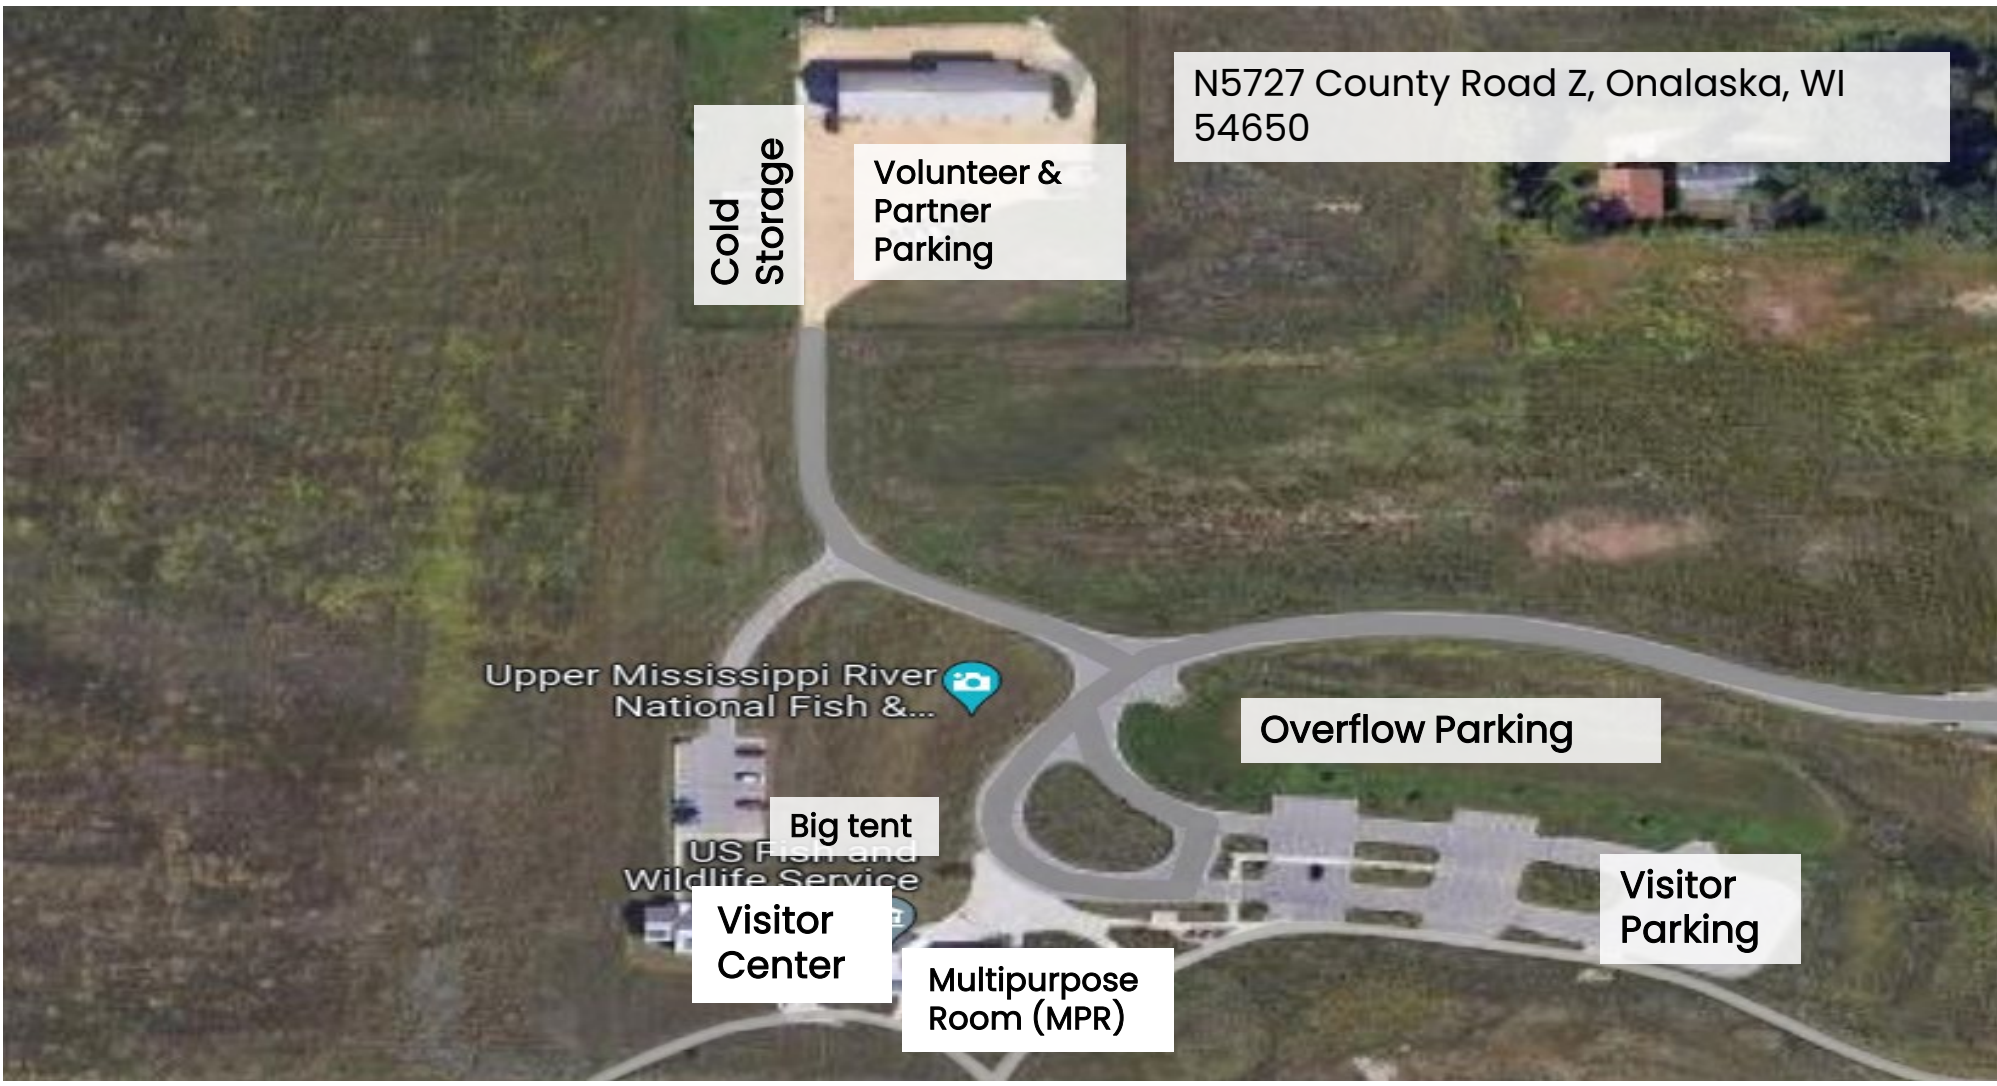 N5727 County Road Z, Onalaska, WI
54650
Cold
Storage
Volunteer &
Partner
Parking
Upper Mississippi River
National Fish &...
Overflow Parking
Big tent
US Fish and
Wildlife Service
Visitor
Center
Multipurpose
Room (MPR)
Visitor
Parking